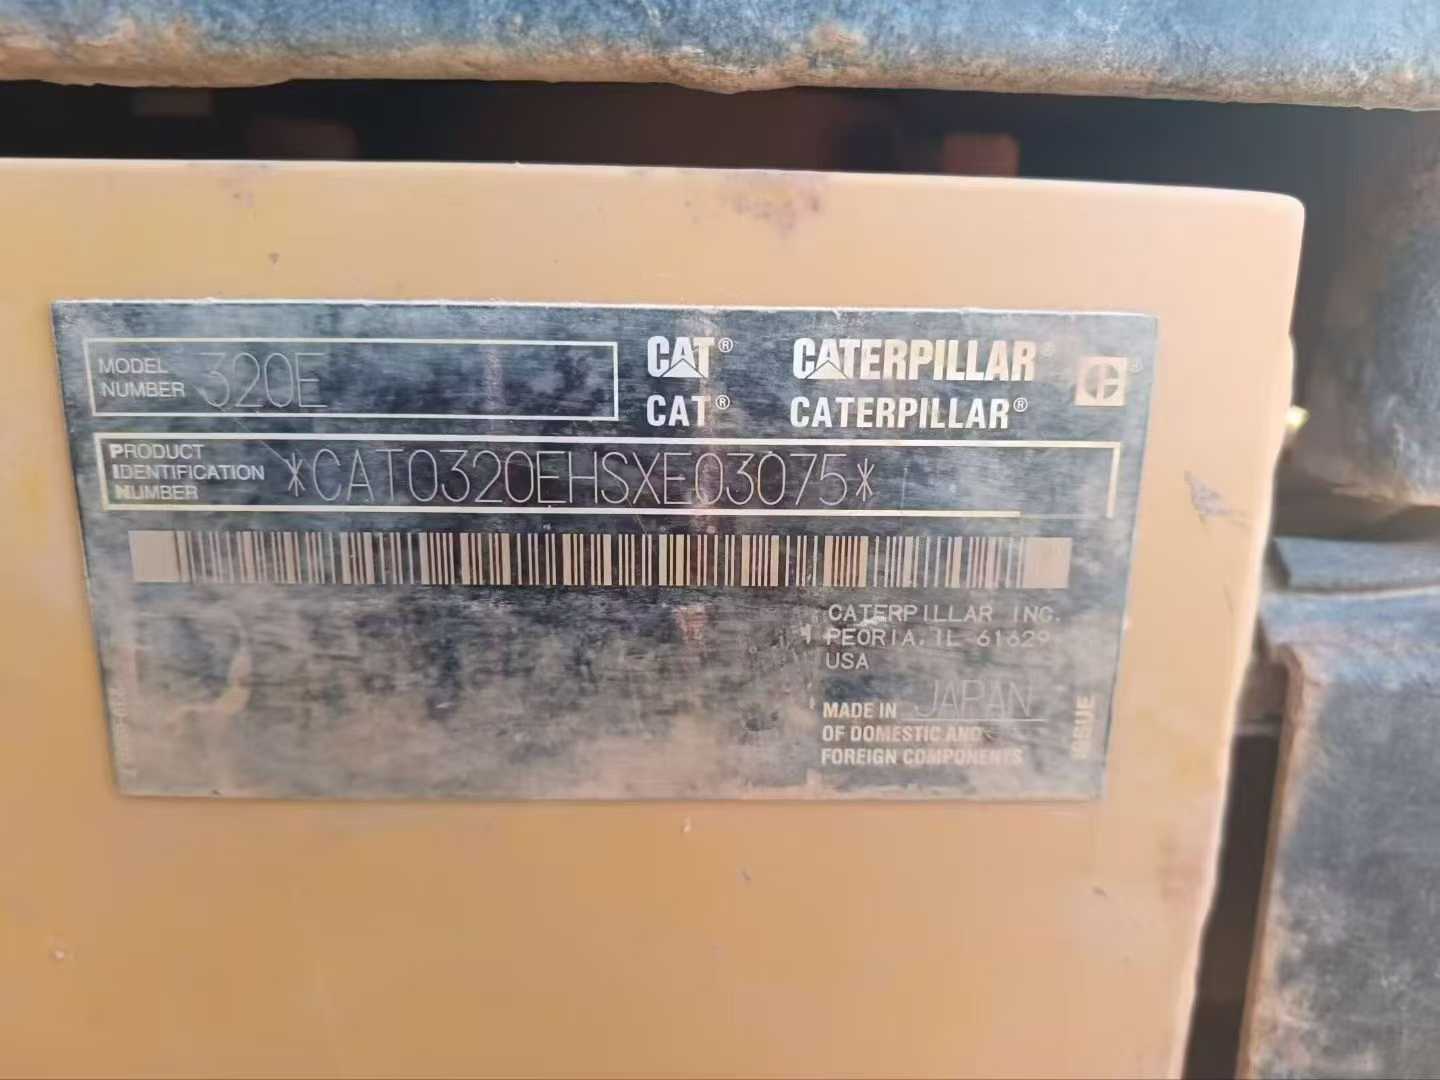 MODEL
NUMBER 320E
CAT® CATERPILLAR®
CAT® CATERPILLAR®
PRODUCT
IDENTIFICATION
NUMBER *CAT0320EHSXE03075*
CATERPILLAR INC.
PEORIA, IL 61629
USA
MADE IN JAPAN
OF DOMESTIC AND
FOREIGN COMPONENTS
ISSUE